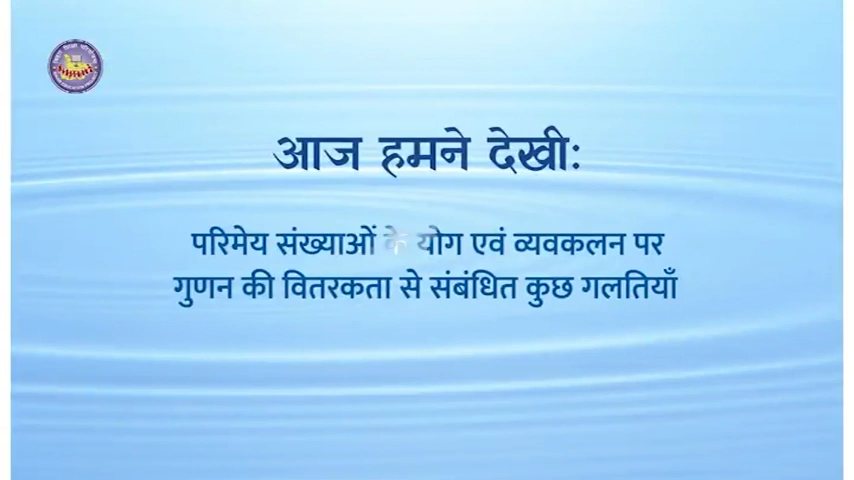 आज हमने देखी:
परिमेय संख्याओं के योग एवं व्यवकलन पर
गुणन की वितरकता से संबंधित कुछ गलतियाँ